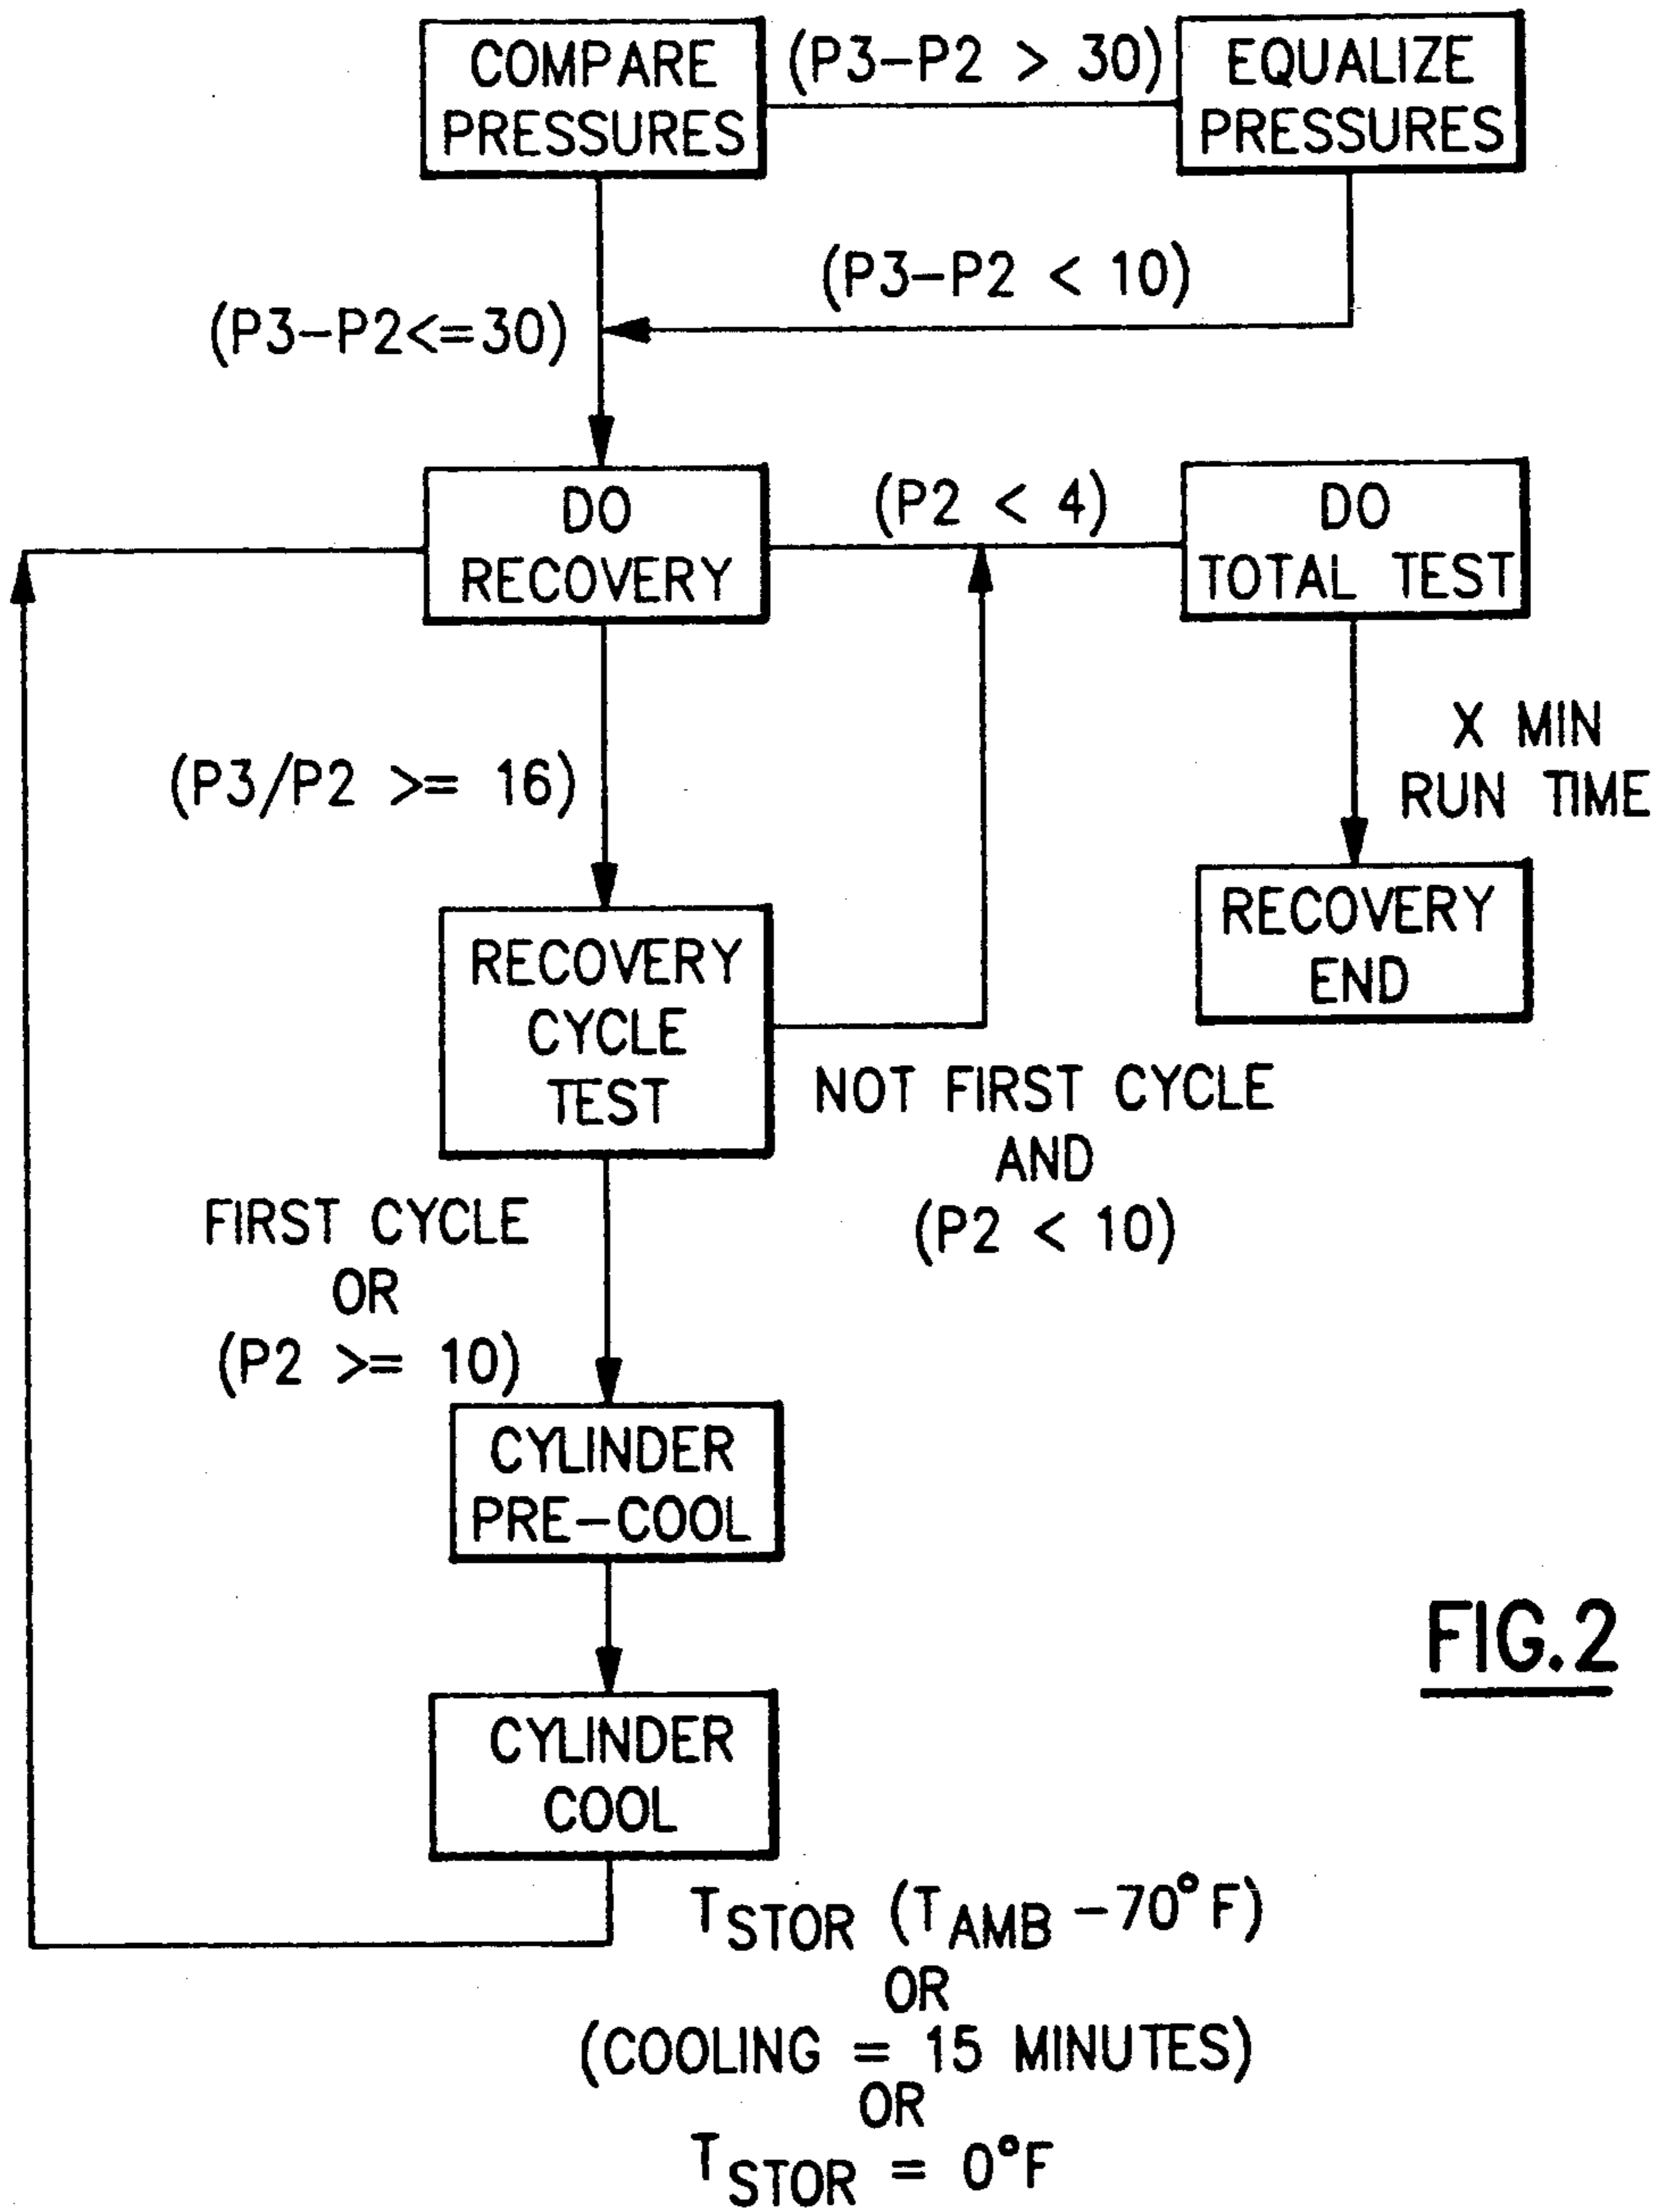 COMPARE
PRESSURES
(P3-P2 > 30)
EQUALIZE
PRESSURES
(P3-P2 < 10)
(P3-P2<=30)
DO
RECOVERY
(P2 < 4)
DO
TOTAL TEST
X MIN
RUN TIME
(P3/P2 >= 16)
RECOVERY
END
RECOVERY
CYCLE
TEST
NOT FIRST CYCLE
AND
(P2 < 10)
FIRST CYCLE
OR
(P2 >= 10)
CYLINDER
PRE-COOL
FIG.2
CYLINDER
COOL
TSTOR (TAMB -70°F)
OR
(COOLING = 15 MINUTES)
OR
TSTOR = 0°F